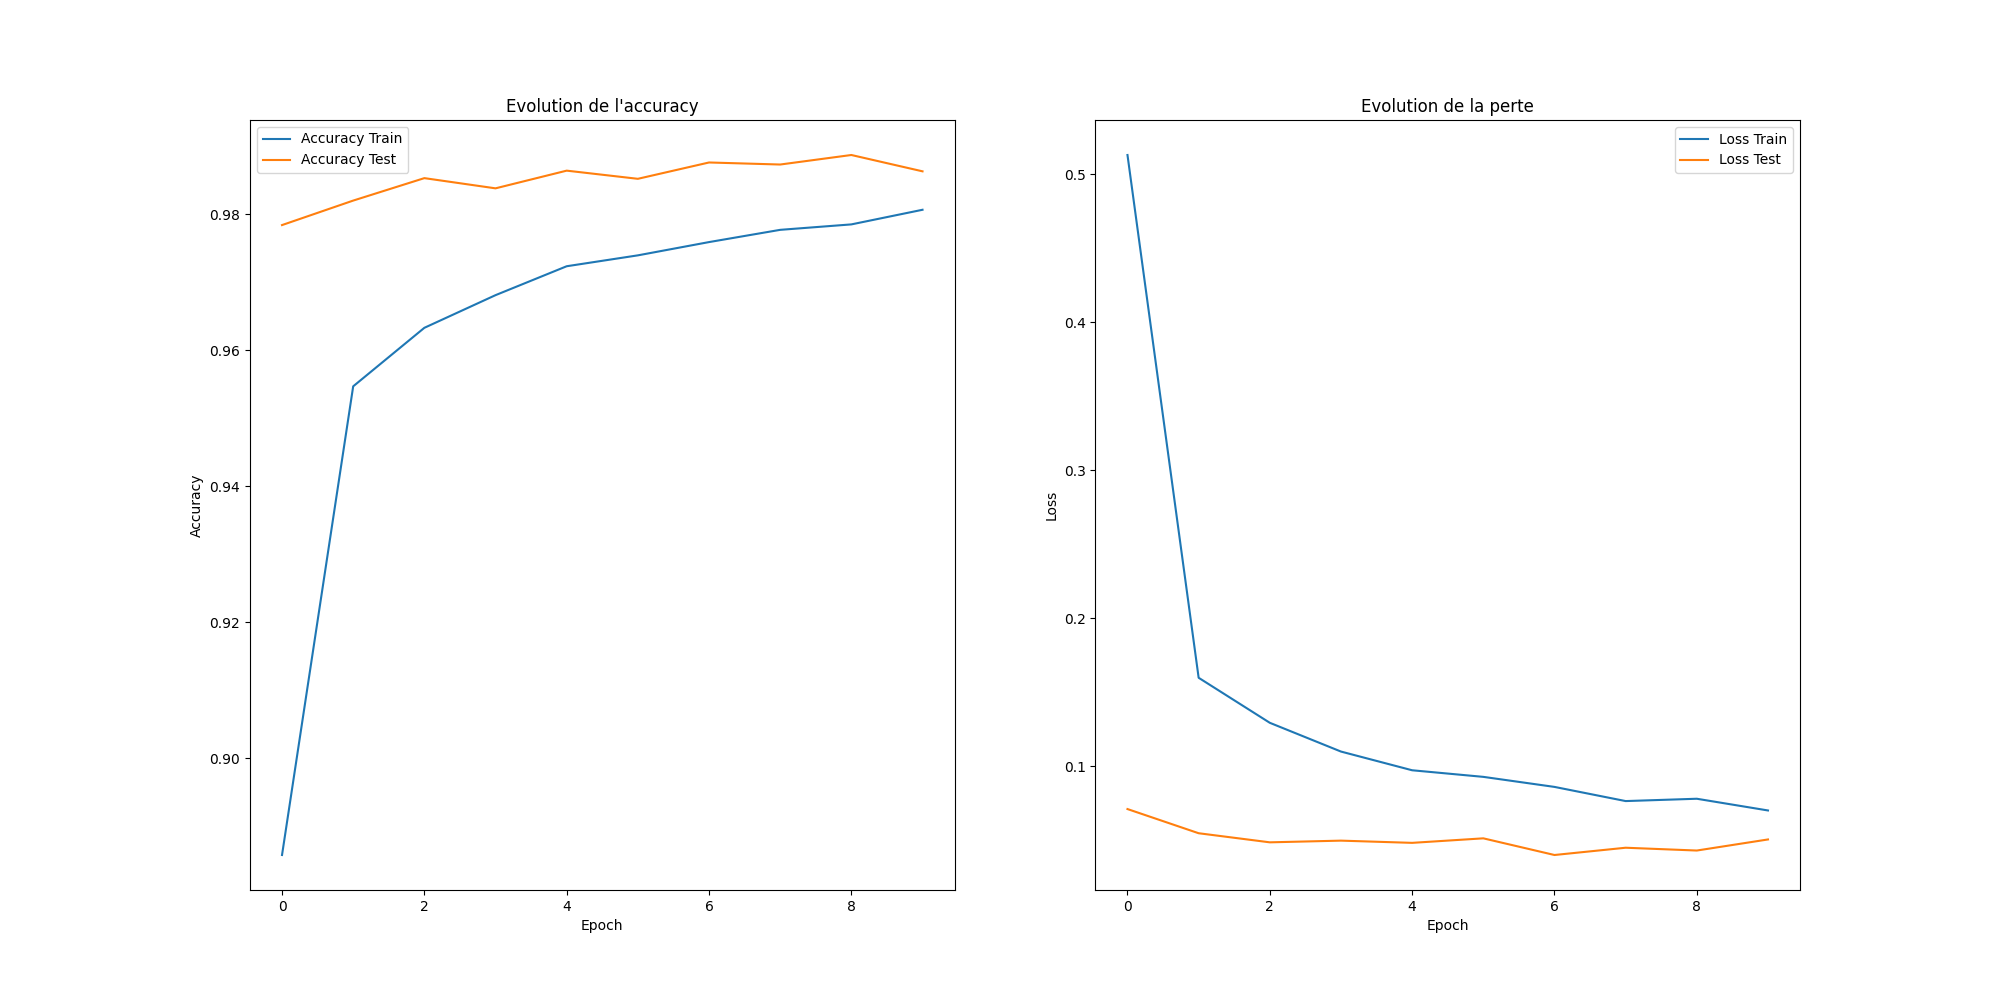 Evolution de l'accuracy
Accuracy Train
Accuracy Test
Accuracy
0.98
0.96
0.94
0.92
0.90
0 2 4 6 8
Epoch
Evolution de la perte
Loss Train
Loss Test
Loss
0.5
0.4
0.3
0.2
0.1
0 2 4 6 8
Epoch